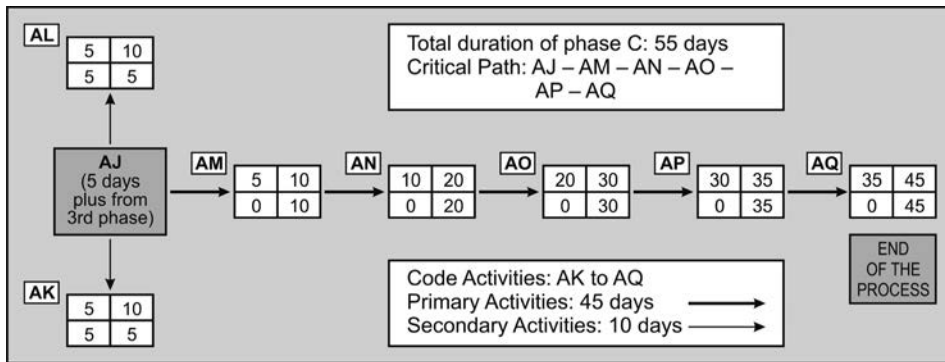 AL
5 10
5 5
Total duration of phase C: 55 days
Critical Path: AJ – AM – AN – AO –
AP – AQ
AJ
(5 days
plus from
3rd phase)
AM
5 10
0 10
AN
10 20
0 20
AO
20 30
0 30
AP
30 35
0 35
AQ
35 45
0 45
END
OF THE
PROCESS
AK
5 10
5 5
Code Activities: AK to AQ
Primary Activities: 45 days
Secondary Activities: 10 days